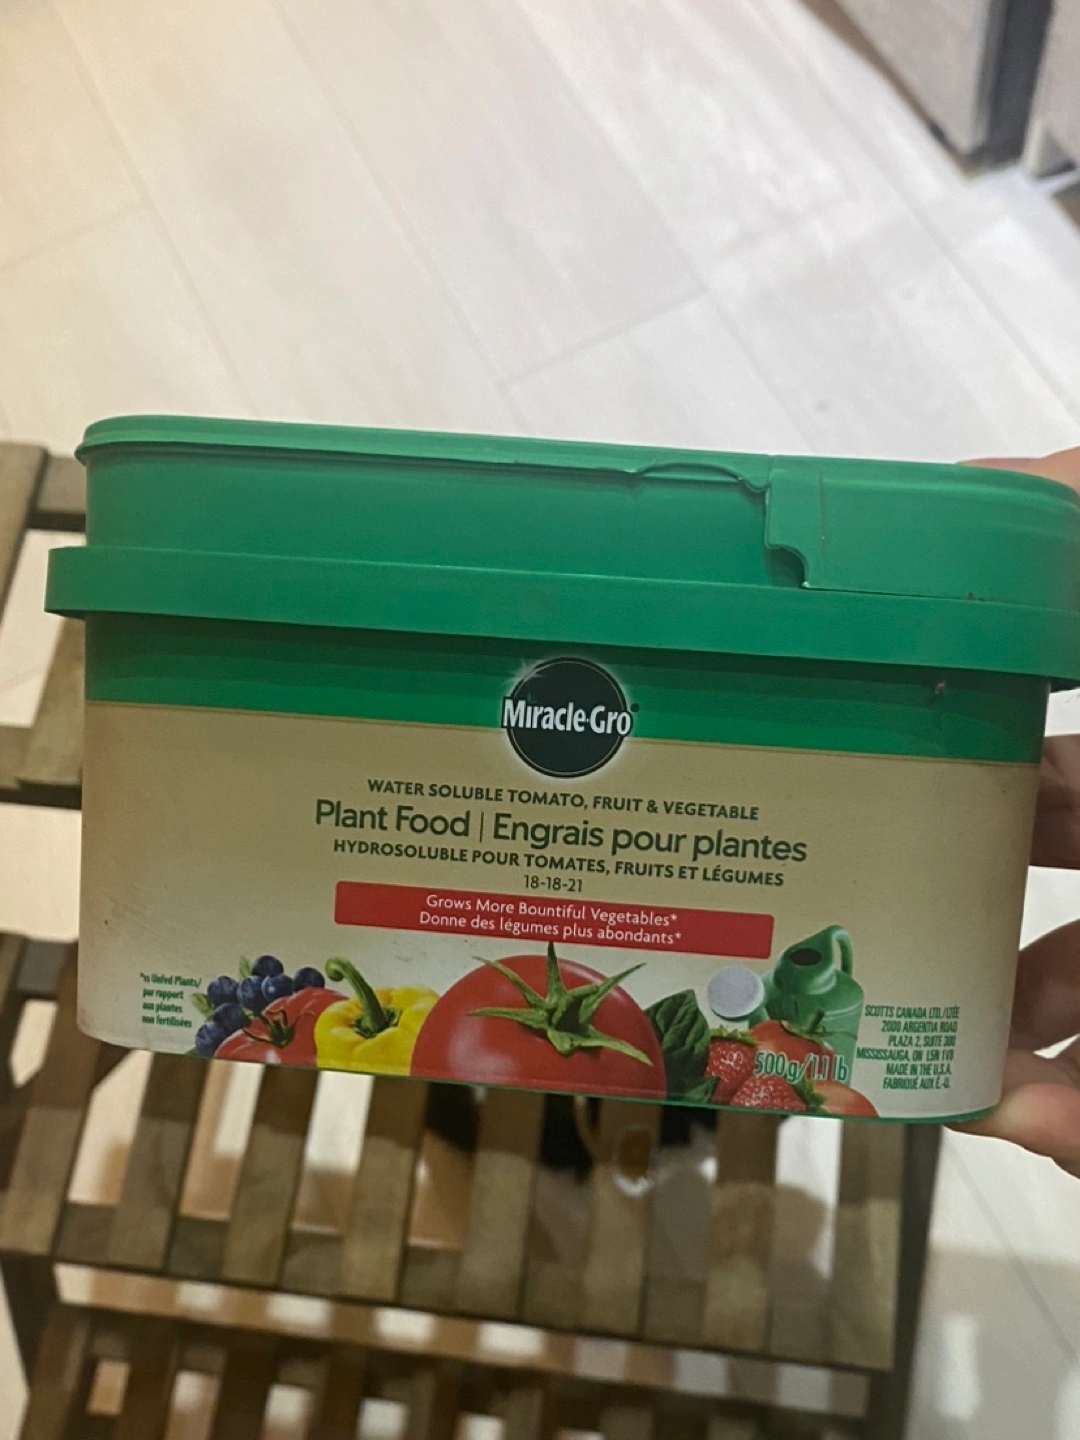 Miracle-Gro®
WATER SOLUBLE TOMATO, FRUIT & VEGETABLE
Plant Food | Engrais pour plantes
HYDROSOLUBLE POUR TOMATES, FRUITS ET LÉGUMES
18-18-21
Grows More Bountiful Vegetables*
Donne des légumes plus abondants*
*vs Unfed Plants/
par rapport
aux plantes
non fertilisées
500g/1.1 lb
SCOTTS CANADA LTD./LTÉE
2000 ARGENTIA ROAD
PLAZA 2, SUITE 300
MISSISSAUGA, ON L5N 1V8
MADE IN THE U.S.A.
FABRIQUÉ AUX É.-U.